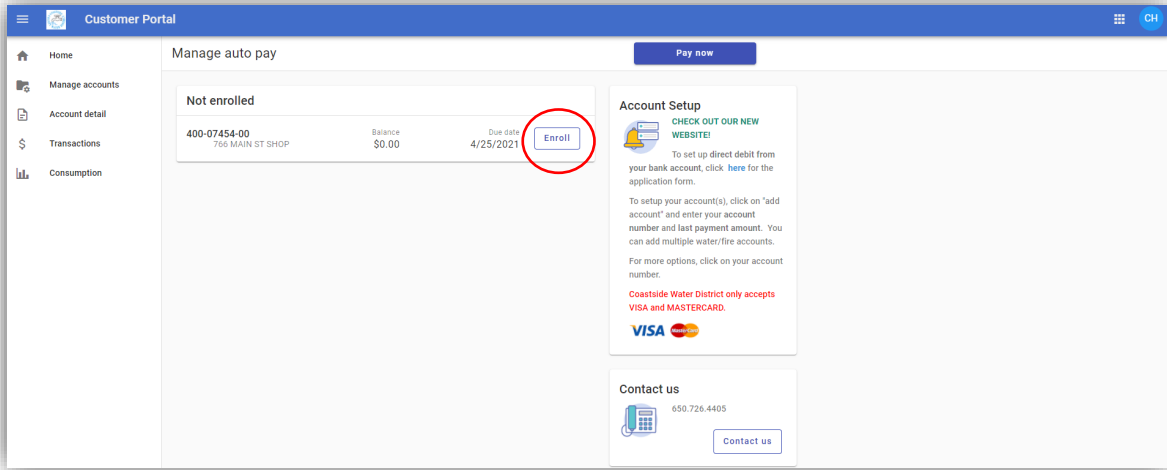 Customer Portal
CH
Home
Manage accounts
Account detail
Transactions
Consumption
Manage auto pay
Pay now
Not enrolled
400-07454-00
766 MAIN ST SHOP
Balance
$0.00
Due date
4/25/2021
Enroll
Account Setup
CHECK OUT OUR NEW
WEBSITE!
To set up direct debit from
your bank account, click here for the
application form.
To setup your account(s), click on "add
account" and enter your account
number and last payment amount. You
can add multiple water/fire accounts.
For more options, click on your account
number.
Coastside Water District only accepts
VISA and MASTERCARD.
VISA MasterCard
Contact us
650.726.4405
Contact us